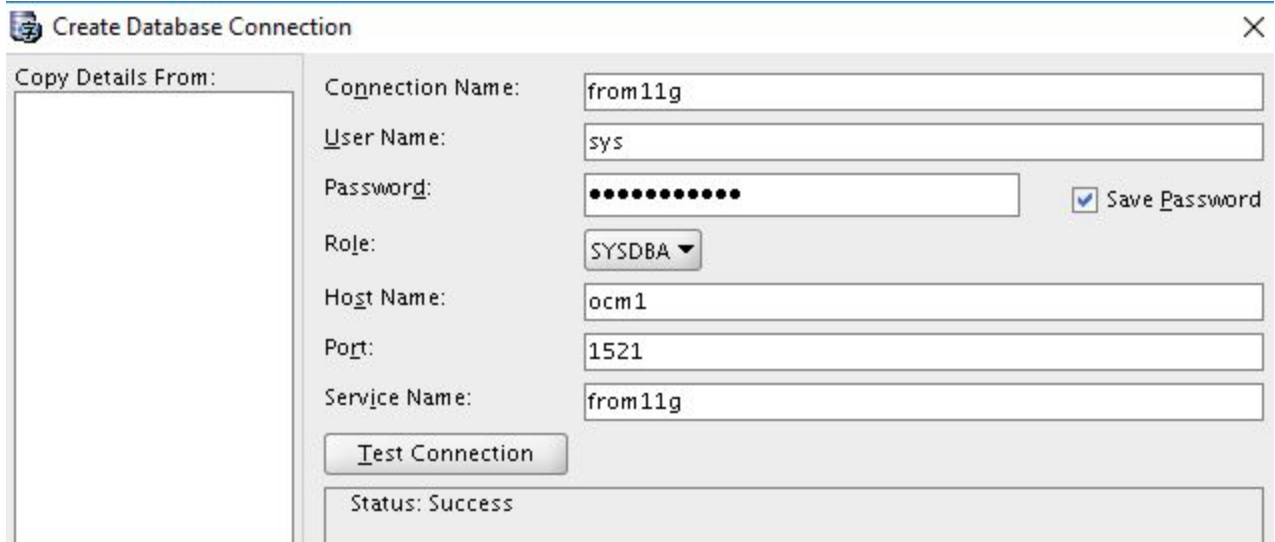 Create Database Connection
Copy Details From:
Connection Name: from11g
User Name: sys
Password: ●●●●●●●●●●● Save Password
Role: SYSDBA
Host Name: ocm1
Port: 1521
Service Name: from11g
Test Connection
Status: Success